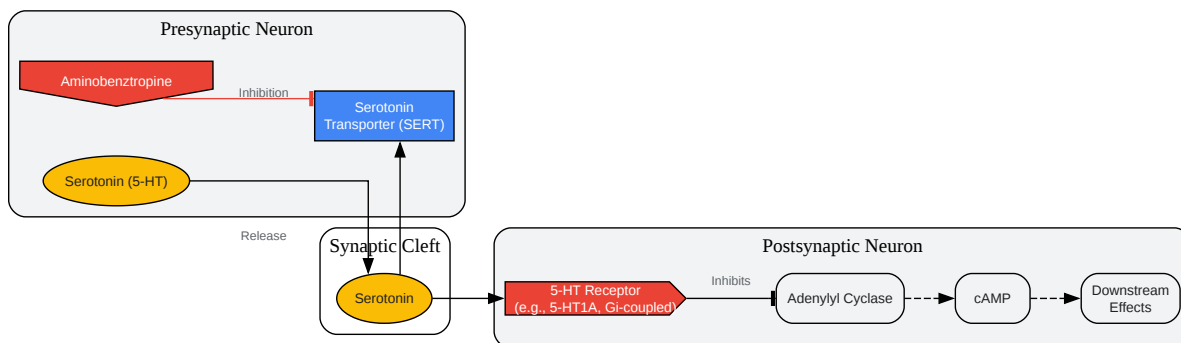 Presynaptic Neuron
Aminobenztropine
Inhibition
Serotonin
Transporter (SERT)
Serotonin (5-HT)
Release
Synaptic Cleft
Serotonin
Postsynaptic Neuron
5-HT Receptor
(e.g., 5-HT1A, Gi-coupled)
Inhibits
Adenylyl Cyclase
cAMP
Downstream
Effects